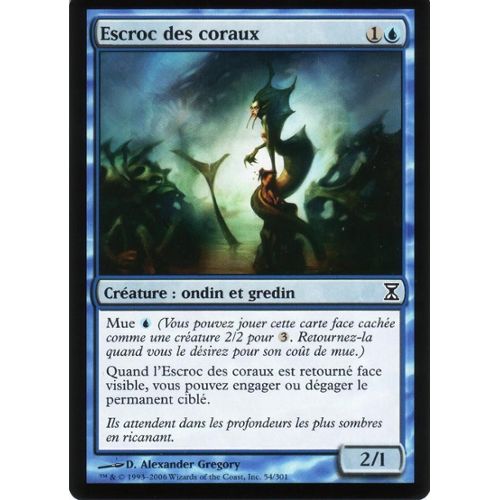 Escroc des coraux 1
Créature : ondin et gredin
Mue (Vous pouvez jouer cette carte face cachée
comme une créature 2/2 pour 3. Retournez-la
quand vous le désirez pour son coût de mue.)
Quand l'Escroc des coraux est retourné face
visible, vous pouvez engager ou dégager le
permanent ciblé.
Ils attendent dans les profondeurs les plus sombres
en ricanant.
D. Alexander Gregory
™ & © 1993-2006 Wizards of the Coast, Inc. 54/301
2/1